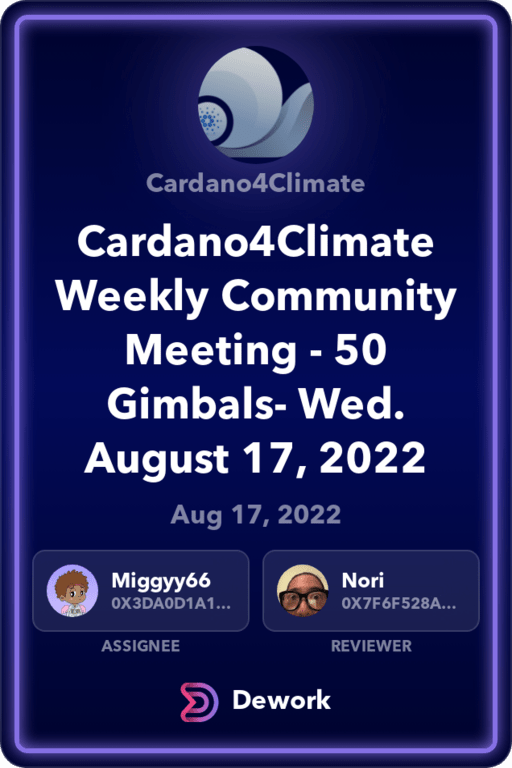 Cardano4Climate
Cardano4Climate
Weekly Community
Meeting - 50
Gimbals- Wed.
August 17, 2022
Aug 17, 2022
Miggyy66
0X3DA0D1A1...
ASSIGNEE
Nori
0X7F6F528A...
REVIEWER
Dework